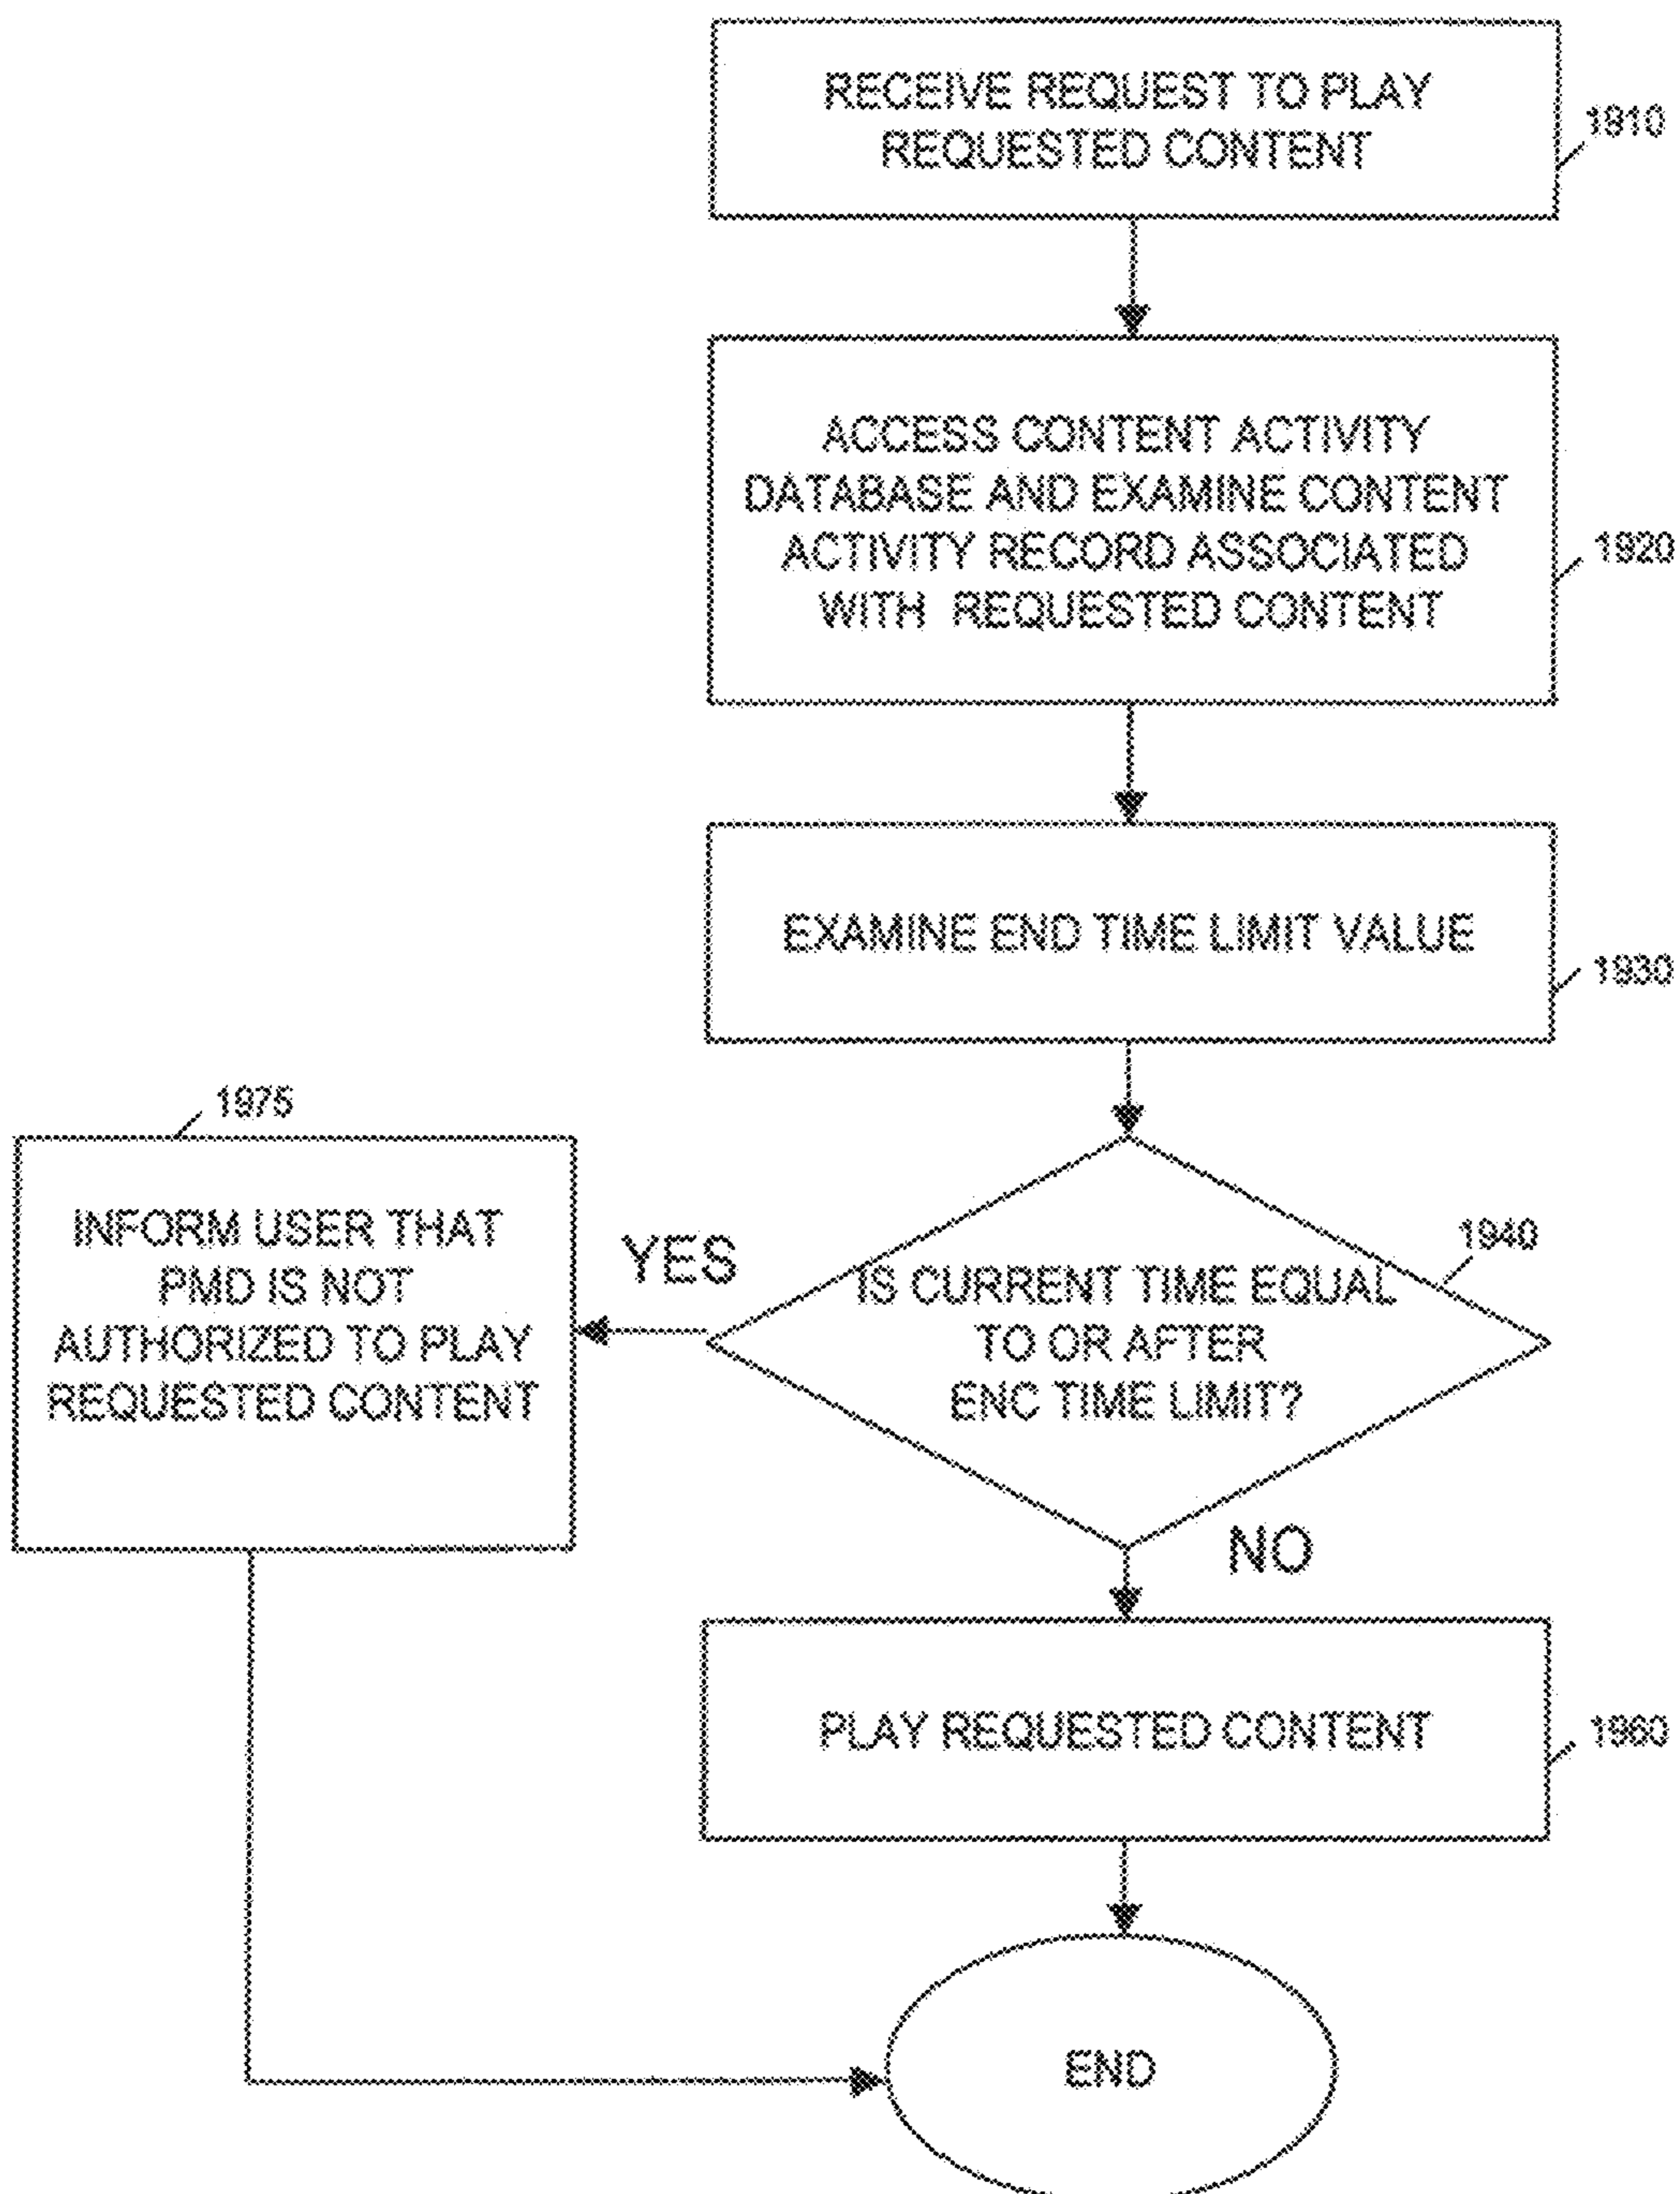 RECEIVE REQUEST TO PLAY
REQUESTED CONTENT
1910
ACCESS CONTENT ACTIVITY
DATABASE AND EXAMINE CONTENT
ACTIVITY RECORD ASSOCIATED
WITH REQUESTED CONTENT
1920
EXAMINE END TIME LIMIT VALUE
1930
1975
INFORM USER THAT
PMD IS NOT
AUTHORIZED TO PLAY
REQUESTED CONTENT
YES
1940
IS CURRENT TIME EQUAL
TO OR AFTER
ENC TIME LIMIT?
NO
PLAY REQUESTED CONTENT
1960
END